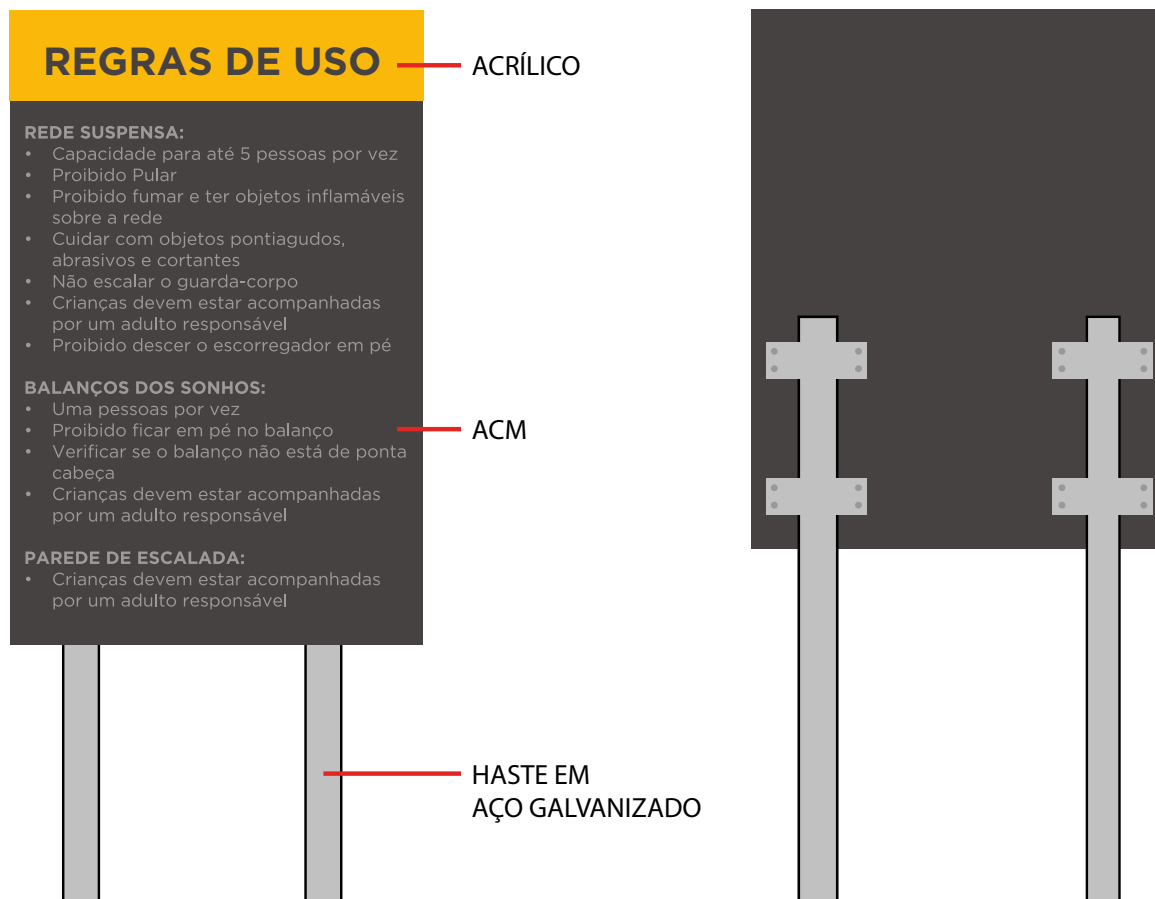 REGRAS DE USO
ACRÍLICO
REDE SUSPENSA:
• Capacidade para até 5 pessoas por vez
• Proibido Pular
• Proibido fumar e ter objetos inflamáveis
sobre a rede
• Cuidar com objetos pontiagudos,
abrasivos e cortantes
• Não escalar o guarda-corpo
• Crianças devem estar acompanhadas
por um adulto responsável
• Proibido descer o escorregador em pé
BALANÇOS DOS SONHOS:
• Uma pessoas por vez
• Proibido ficar em pé no balanço
• Verificar se o balanço não está de ponta
cabeça
• Crianças devem estar acompanhadas
por um adulto responsável
ACM
PAREDE DE ESCALADA:
• Crianças devem estar acompanhadas
por um adulto responsável
HASTE EM
AÇO GALVANIZADO